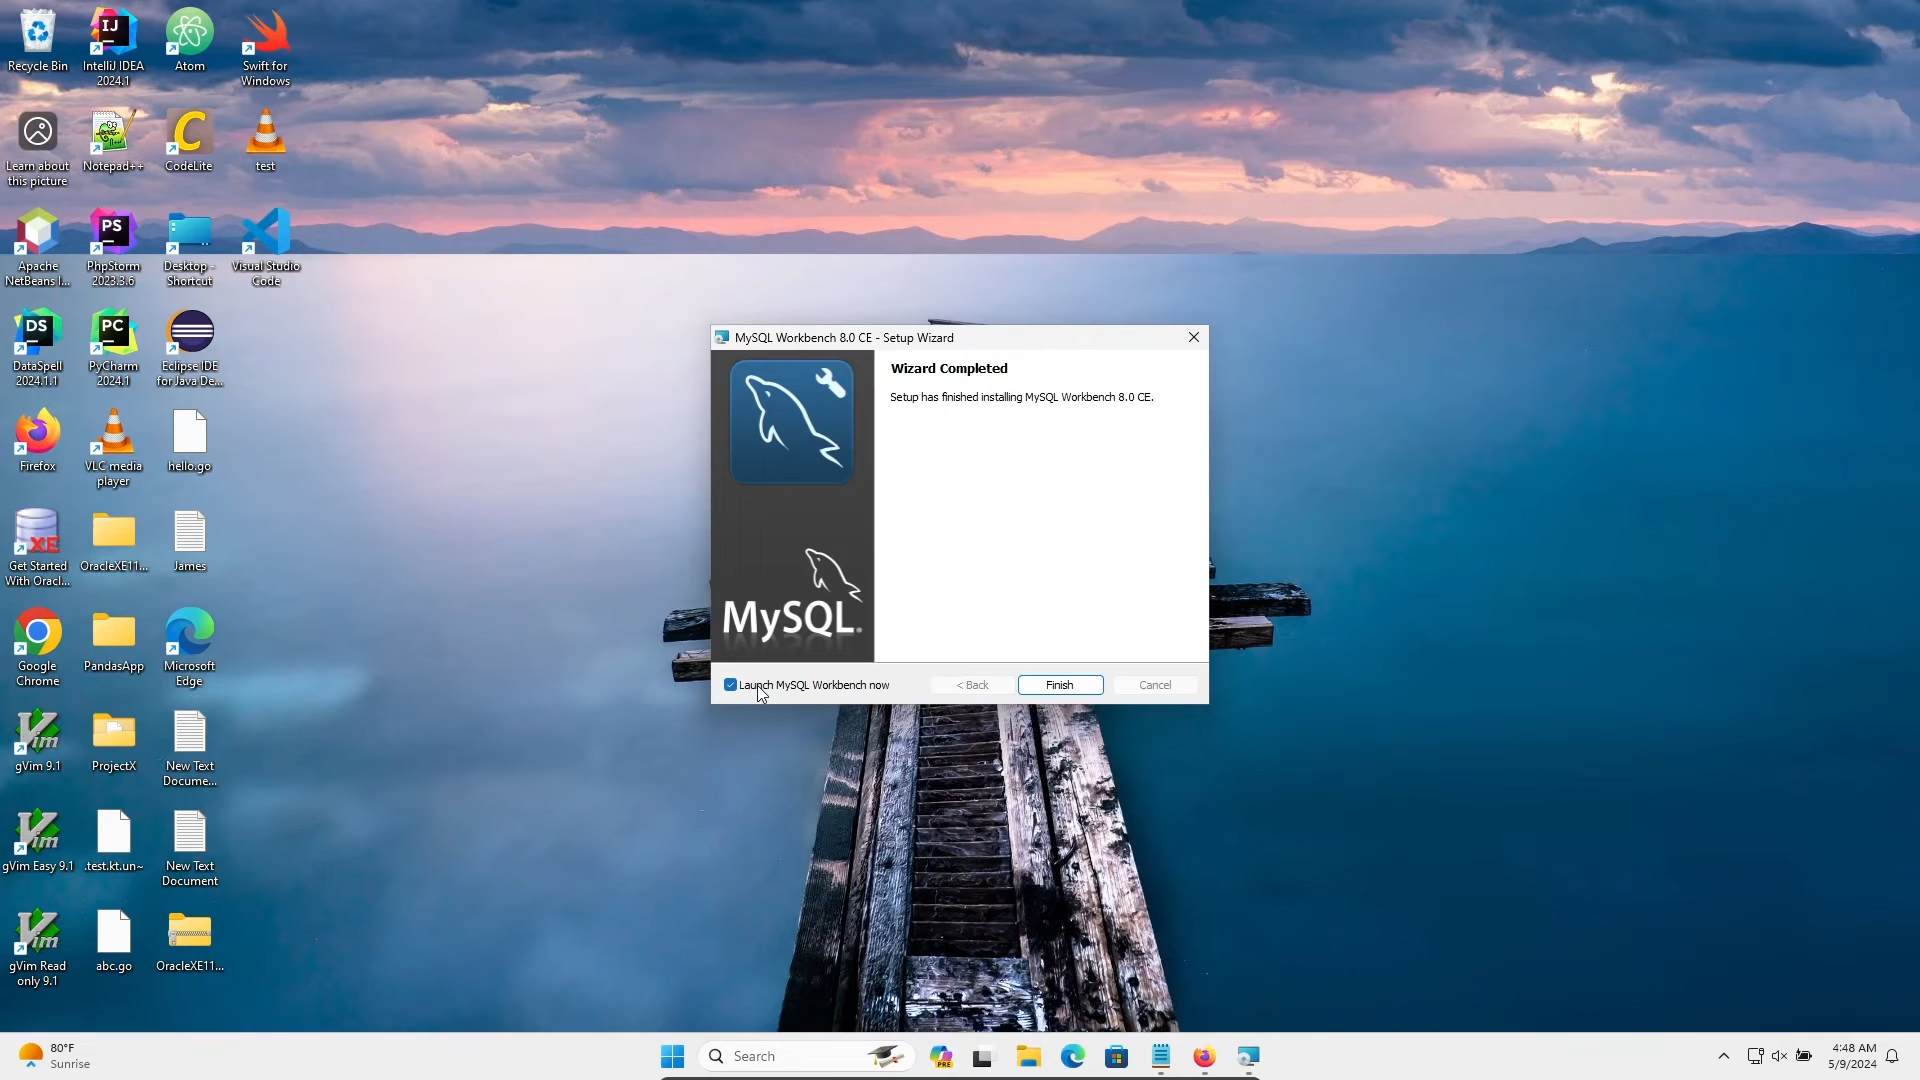 Recycle Bin
IntelliJ IDEA
2024.1
Atom
Swift for
Windows
Learn about
this picture
Notepad++
CodeLite
test
Apache
NetBeans I...
PhpStorm
2023.3.6
Desktop -
Shortcut
Visual Studio
Code
DataSpell
2024.1.1
PyCharm
2024.1
Eclipse IDE
for Java De...
Firefox
VLC media
player
hello.go
Get Started
With Oracl...
OracleXE11...
James
Google
Chrome
PandasApp
Microsoft
Edge
gVim 9.1
ProjectX
New Text
Docume...
gVim Easy 9.1
.test.kt.un~
New Text
Document
gVim Read
only 9.1
abc.go
OracleXE11...
IJ
PS
DS
PC
XE
MySQL Workbench 8.0 CE - Setup Wizard
Wizard Completed
Setup has finished installing MySQL Workbench 8.0 CE.
MySQL®
Launch MySQL Workbench now
< Back
Finish
Cancel
80°F
Sunrise
Search
PRE
4:48 AM
5/9/2024